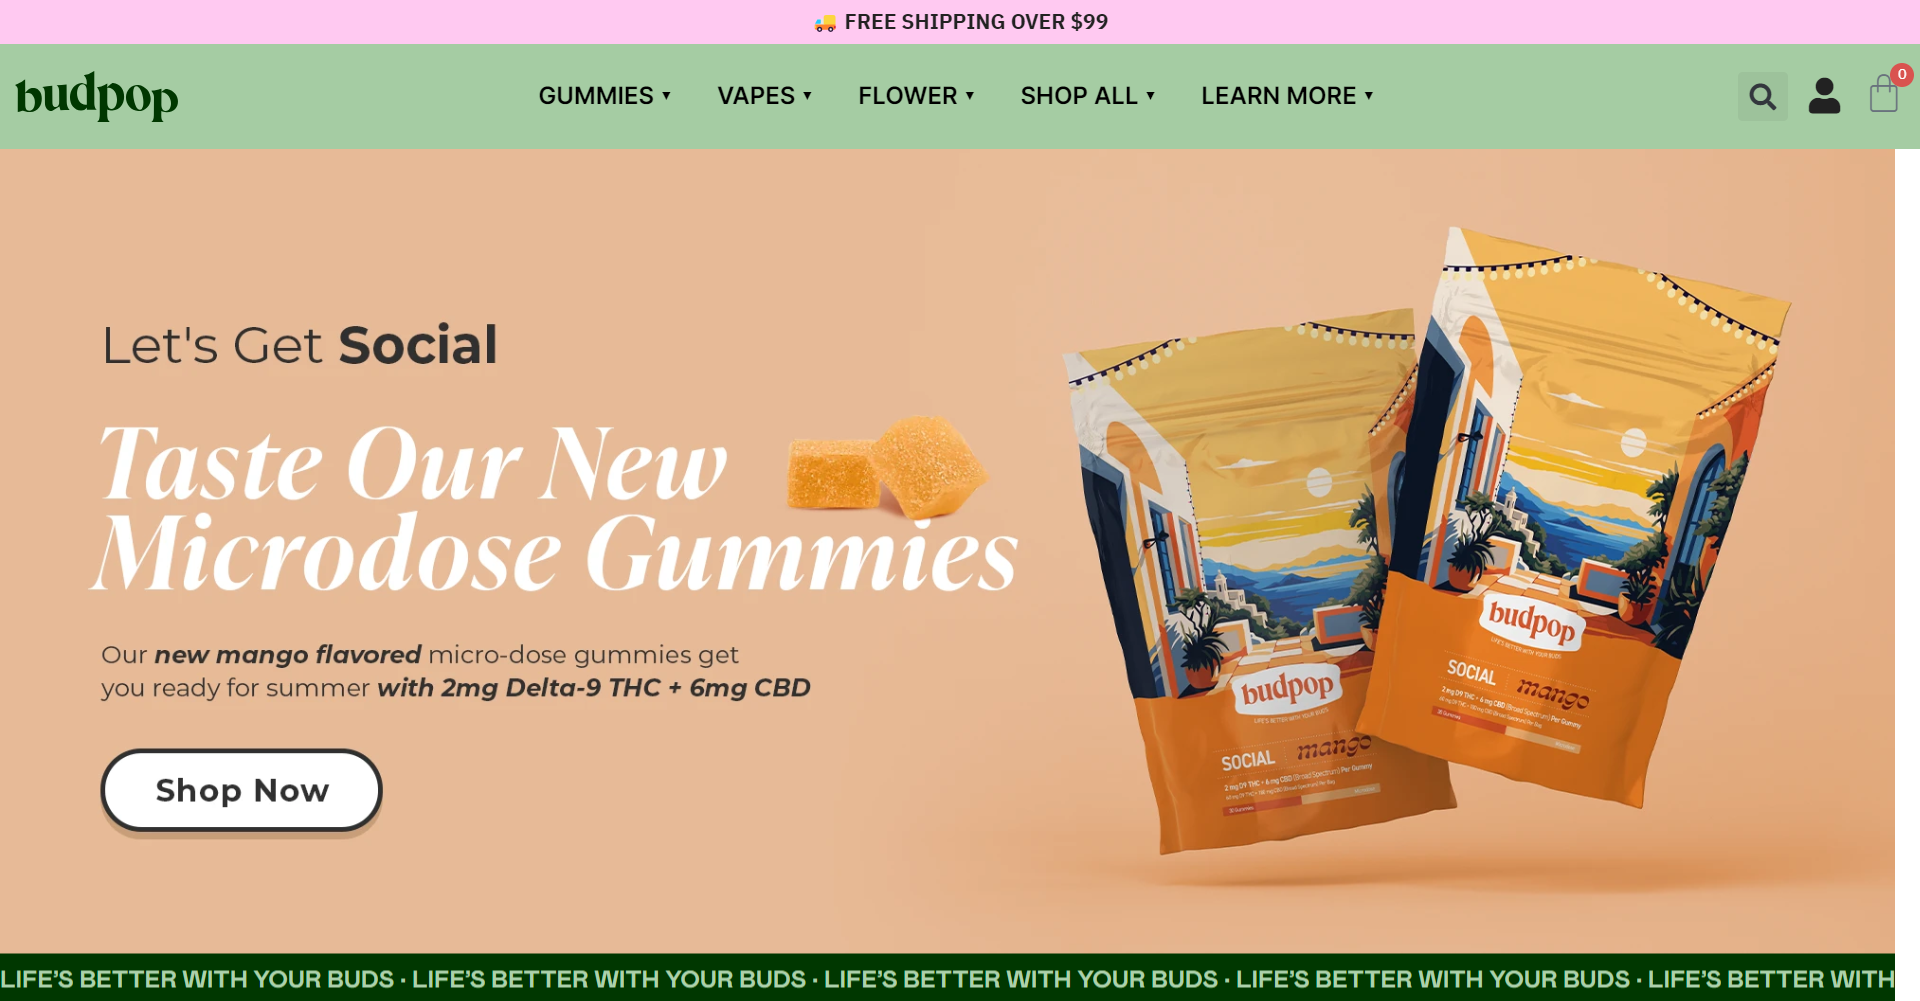 FREE SHIPPING OVER $99
budpop
GUMMIES
VAPES
FLOWER
SHOP ALL
LEARN MORE
0
Let's Get Social
Taste Our New
Microdose Gummies
Our new mango flavored micro-dose gummies get
you ready for summer with 2mg Delta-9 THC + 6mg CBD
Shop Now
budpop
LIFE'S BETTER WITH YOUR BUDS
SOCIAL mango
2 mg D9 THC + 6 mg CBD (Broad Spectrum) Per Gummy
budpop
LIFE'S BETTER WITH YOUR BUDS
SOCIAL mango
2 mg D9 THC + 6 mg CBD (Broad Spectrum) Per Gummy
30 Gummies
LIFE'S BETTER WITH YOUR BUDS · LIFE'S BETTER WITH YOUR BUDS · LIFE'S BETTER WITH YOUR BUDS · LIFE'S BETTER WITH YOUR BUDS · LIFE'S BETTER WITH